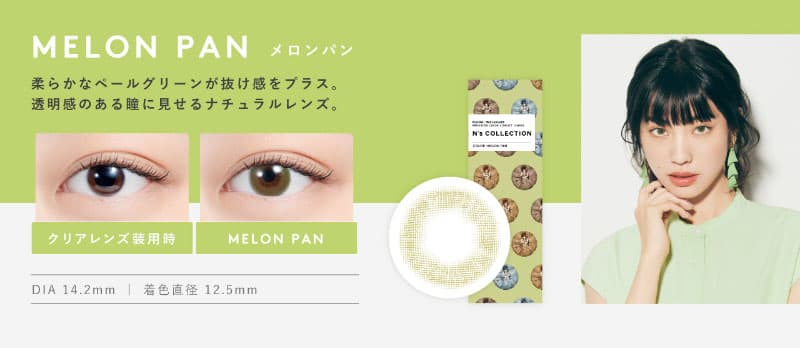 MELON PAN メロンパン
柔らかなペールグリーンが抜け感をプラス。
透明感のある瞳に見せるナチュラルレンズ。
N's COLLECTION
クリアレンズ装用時
MELON PAN
DIA 14.2mm | 着色直径 12.5mm